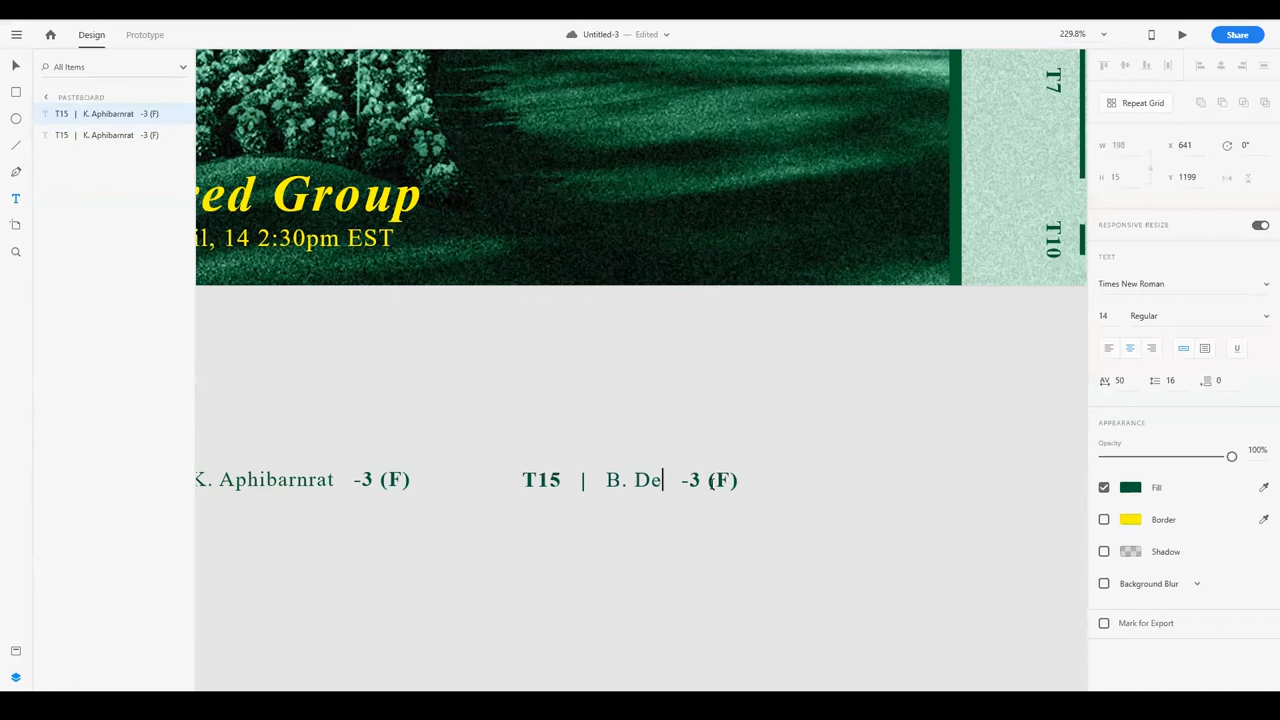 Design
Prototype
Untitled-3 — Edited
229.8%
Share
All Items
PASTEBOARD
T T15 | K. Aphibarnrat -3 (F)
T T15 | K. Aphibarnrat -3 (F)
red Group
il, 14 2:30pm EST
T7
T10
K. Aphibarnrat -3 (F)
T15 | B. De -3 (F)
Repeat Grid
W 198 X 641 0°
H 15 Y 1199
RESPONSIVE RESIZE
TEXT
Times New Roman
14 Regular
AV 50 16 0
APPEARANCE
Opacity
100%
Fill
Border
Shadow
Background Blur
Mark for Export